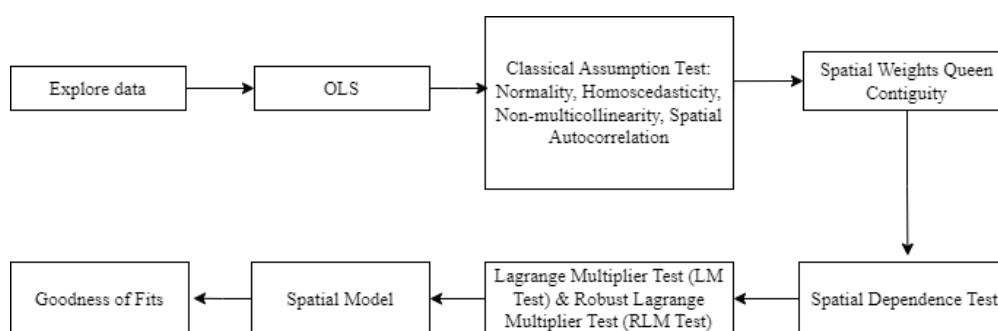 Explore data
OLS
Classical Assumption Test:
Normality, Homoscedasticity,
Non-multicollinearity, Spatial
Autocorrelation
Spatial Weights Queen
Contiguity
Spatial Dependence Test
Lagrange Multiplier Test (LM
Test) & Robust Lagrange
Multiplier Test (RLM Test)
Spatial Model
Goodness of Fits